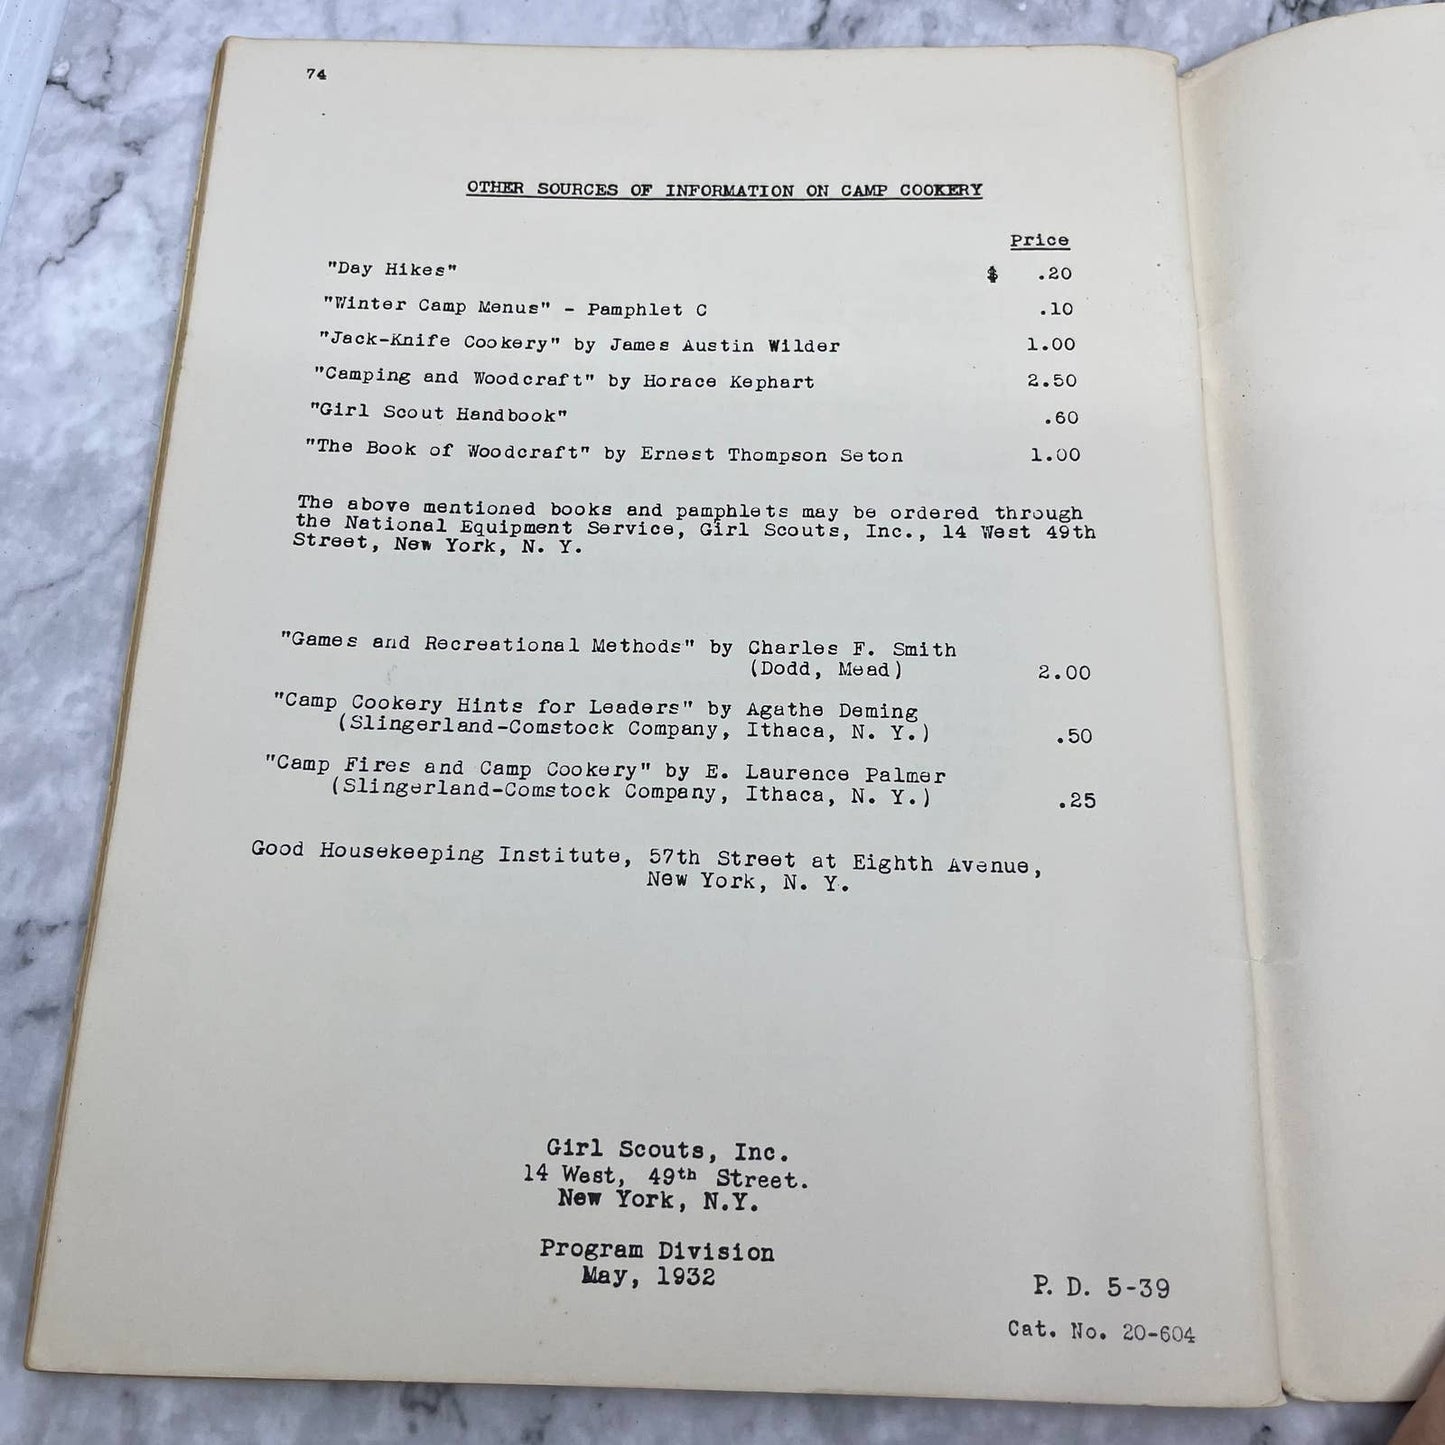 74
OTHER SOURCES OF INFORMATION ON CAMP COOKERY
Price
"Day Hikes" $ .20
"Winter Camp Menus" - Pamphlet C .10
"Jack-Knife Cookery" by James Austin Wilder 1.00
"Camping and Woodcraft" by Horace Kephart 2.50
"Girl Scout Handbook" .60
"The Book of Woodcraft" by Ernest Thompson Seton 1.00
The above mentioned books and pamphlets may be ordered through
the National Equipment Service, Girl Scouts, Inc., 14 West 49th
Street, New York, N. Y.
"Games and Recreational Methods" by Charles F. Smith
(Dodd, Mead) 2.00
"Camp Cookery Hints for Leaders" by Agathe Deming
(Slingerland-Comstock Company, Ithaca, N. Y.) .50
"Camp Fires and Camp Cookery" by E. Laurence Palmer
(Slingerland-Comstock Company, Ithaca, N. Y.) .25
Good Housekeeping Institute, 57th Street at Eighth Avenue,
New York, N. Y.
Girl Scouts, Inc.
14 West, 49th Street.
New York, N.Y.
Program Division
May, 1932
P. D. 5-39
Cat. No. 20-604